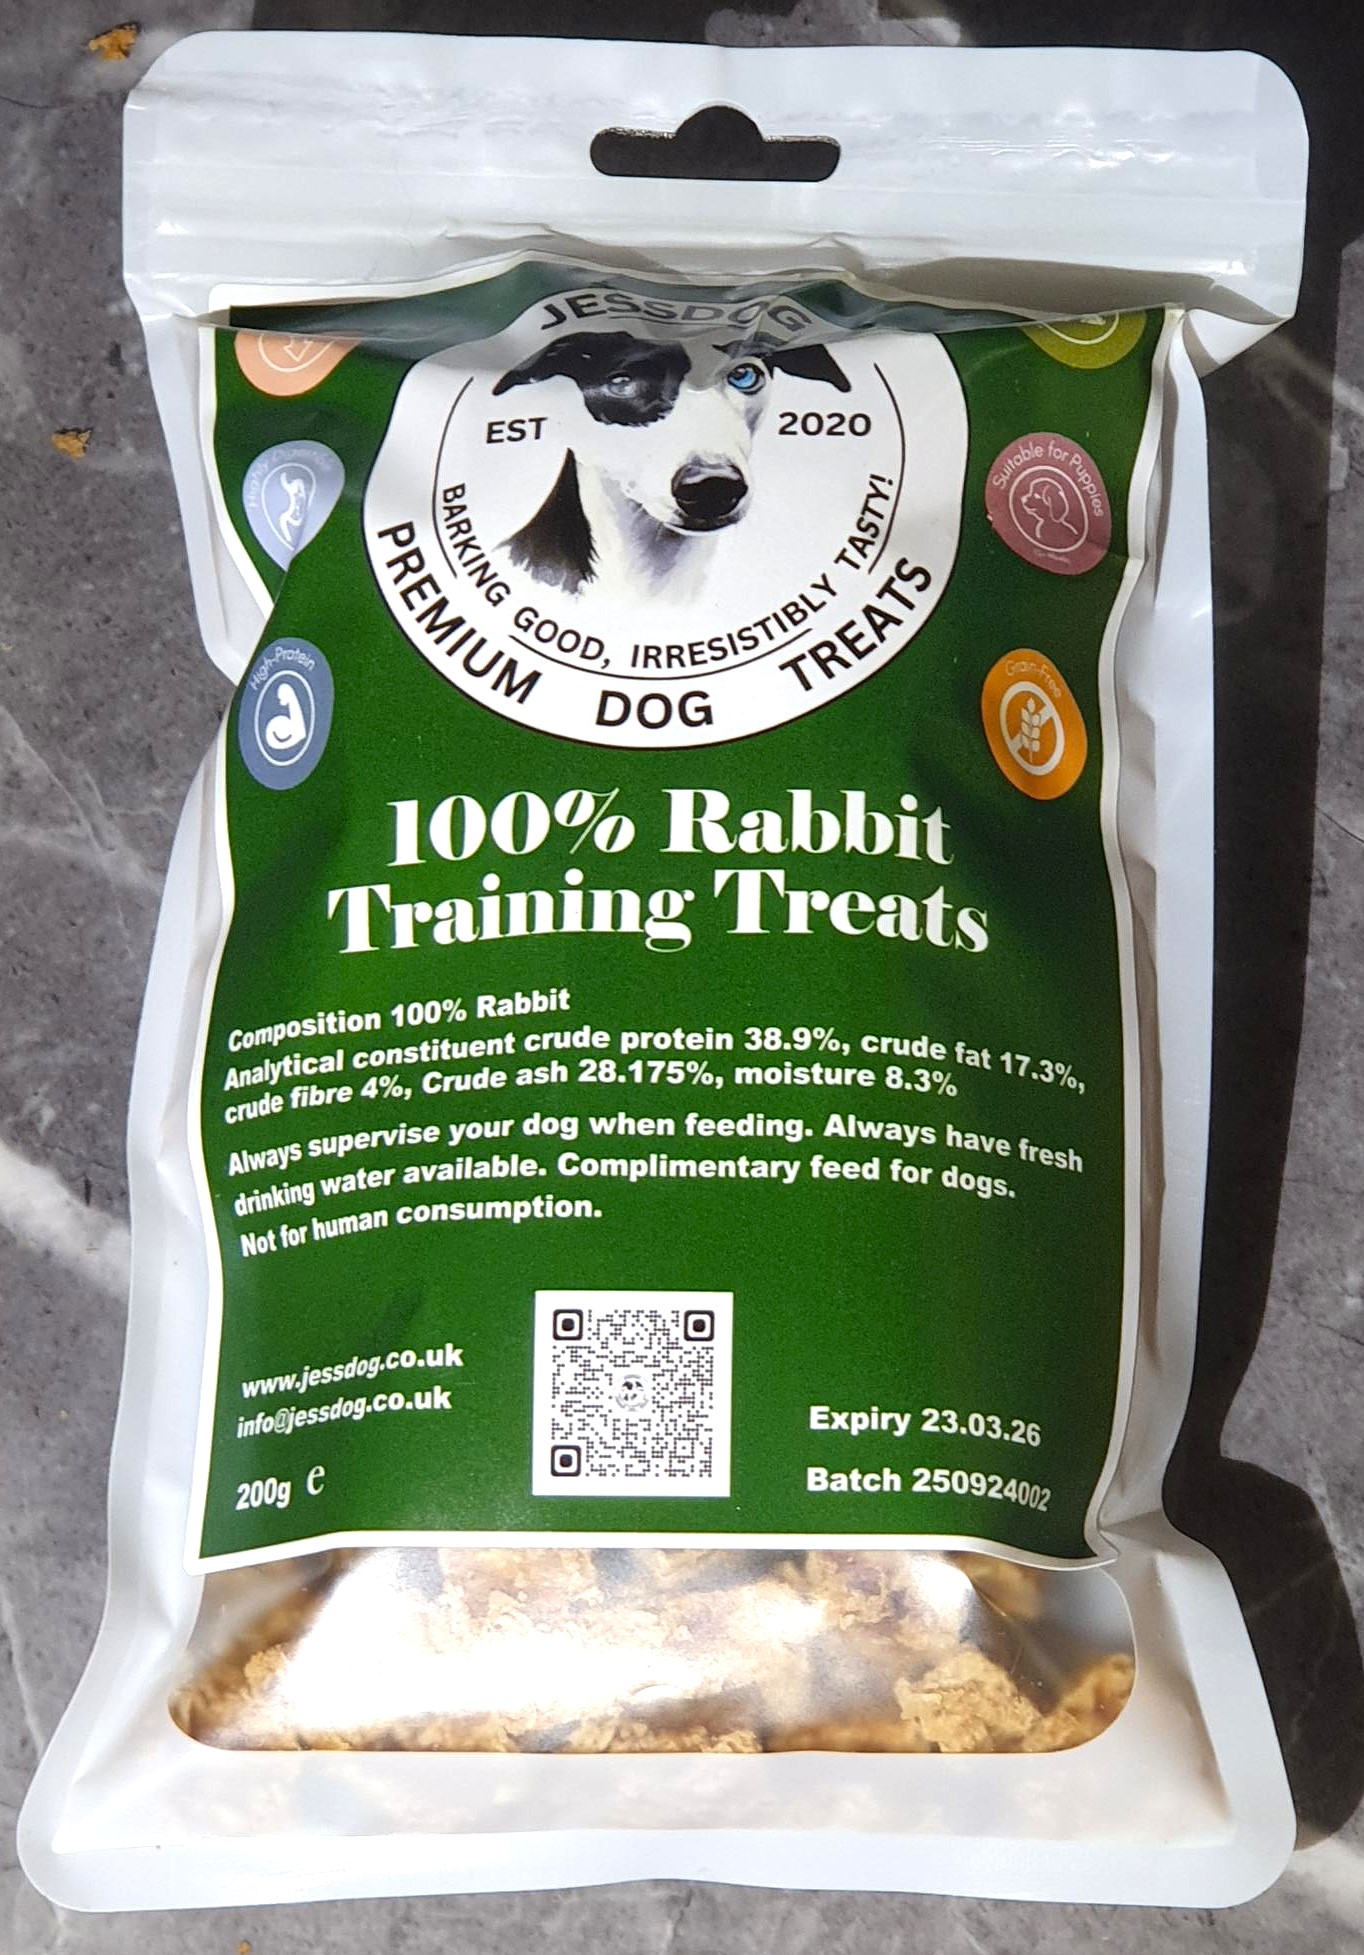 JESSDOG
EST 2020
BARKING GOOD, IRRESISTIBLY TASTY!
PREMIUM DOG TREATS
Suitable for Puppies
High-Protein
Grain-Free
100% Rabbit
Training Treats
Composition 100% Rabbit
Analytical constituent crude protein 38.9%, crude fat 17.3%,
crude fibre 4%, Crude ash 28.175%, moisture 8.3%
Always supervise your dog when feeding. Always have fresh
drinking water available. Complimentary feed for dogs.
Not for human consumption.
www.jessdog.co.uk
info@jessdog.co.uk
200g e
Expiry 23.03.26
Batch 250924002